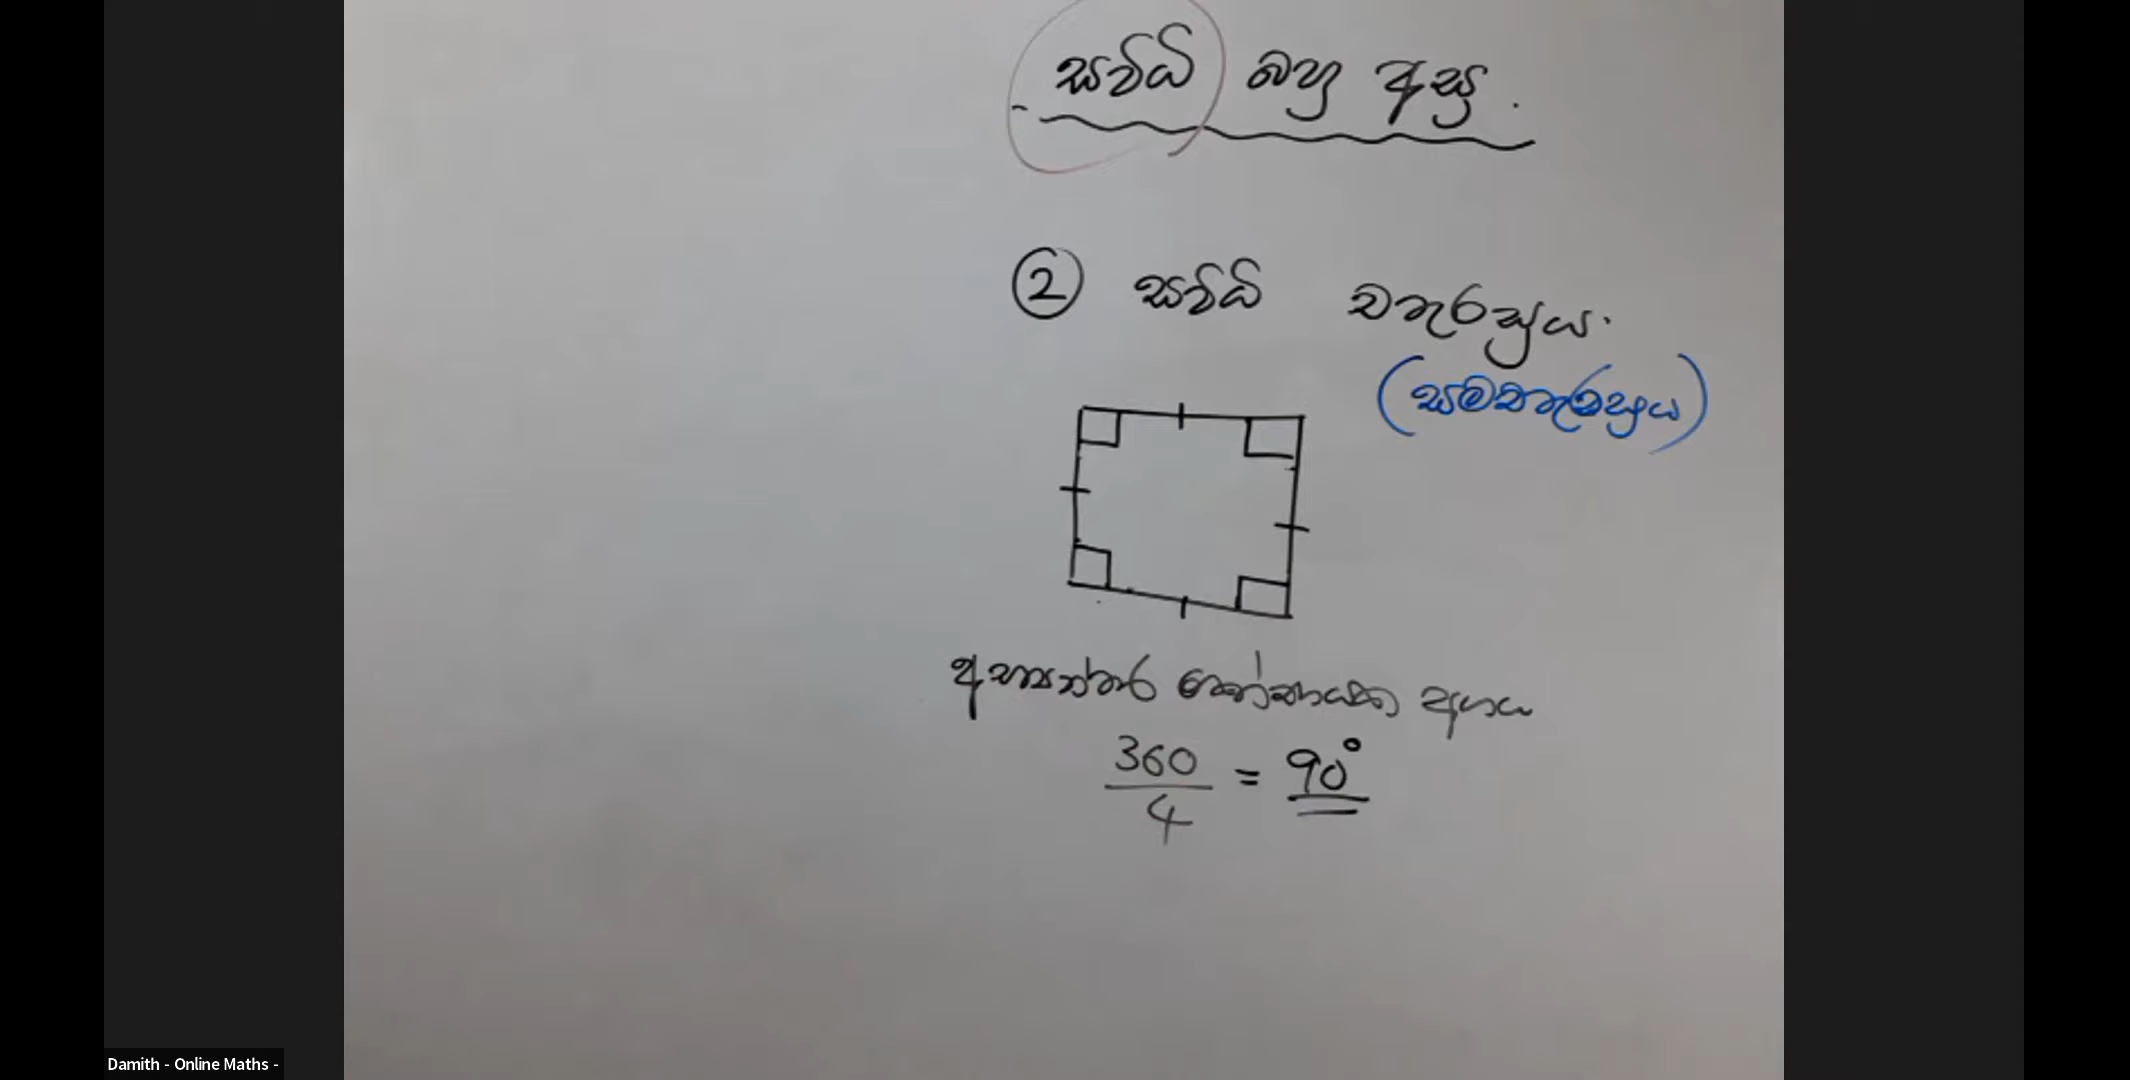 සවිධි බහු අස්‍ර.
② සවිධි චතුරස්‍රය.
(සමචතුරස්‍රය)
අභ්‍යන්තර කෝණයක අගය
360/4 = 90°
Damith - Online Maths -